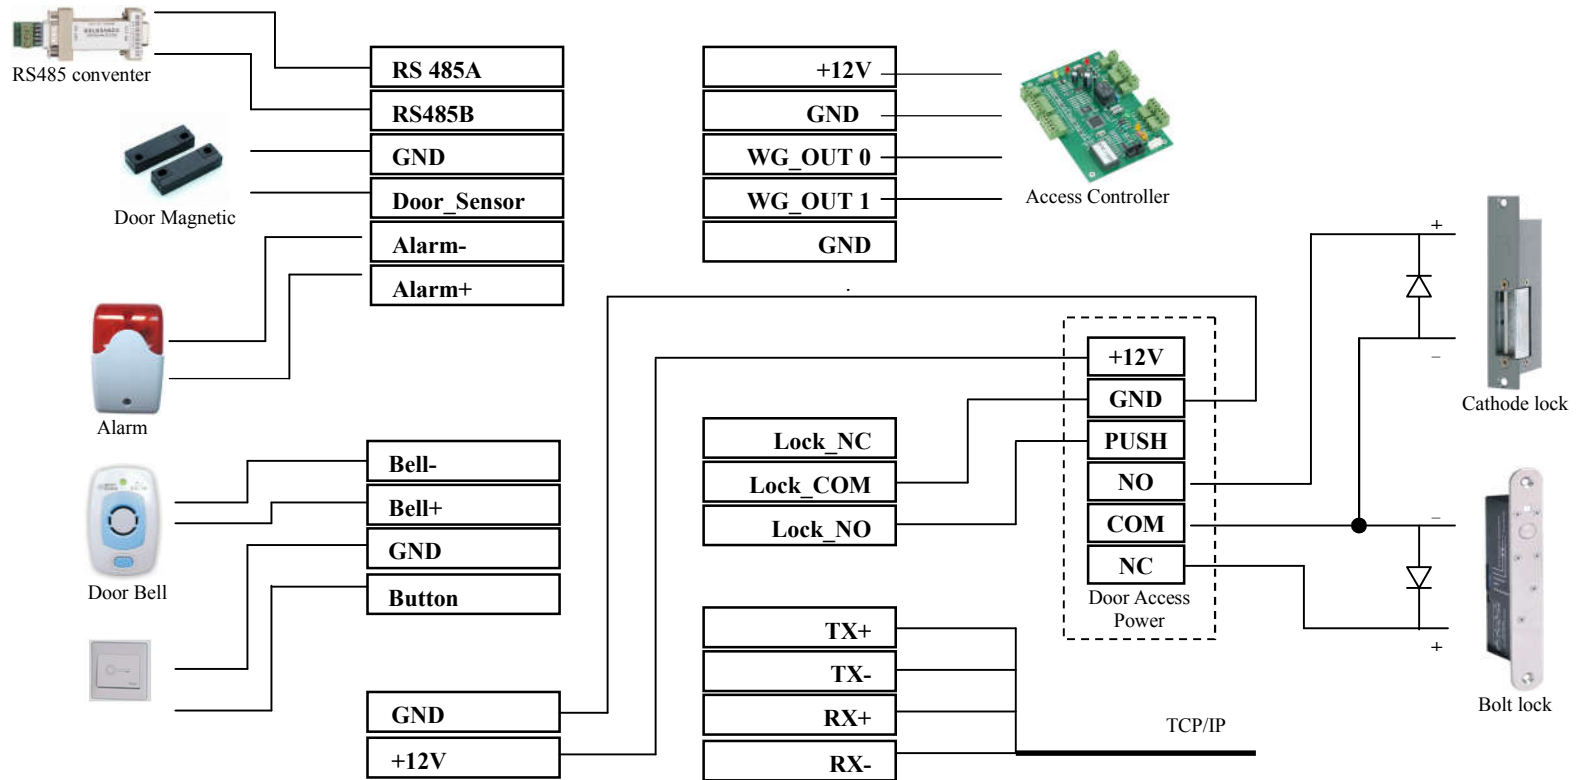 RS485 conventer
RS 485A
RS485B
GND
Door_Sensor
Alarm-
Alarm+
Door Magnetic
Alarm
+12V
GND
WG_OUT 0
WG_OUT 1
GND
Access Controller
+
−
Cathode lock
+12V
GND
PUSH
NO
COM
NC
Door Access
Power
Lock_NC
Lock_COM
Lock_NO
Bell-
Bell+
GND
Button
Door Bell
−
+
Bolt lock
TX+
TX-
RX+
RX-
TCP/IP
GND
+12V